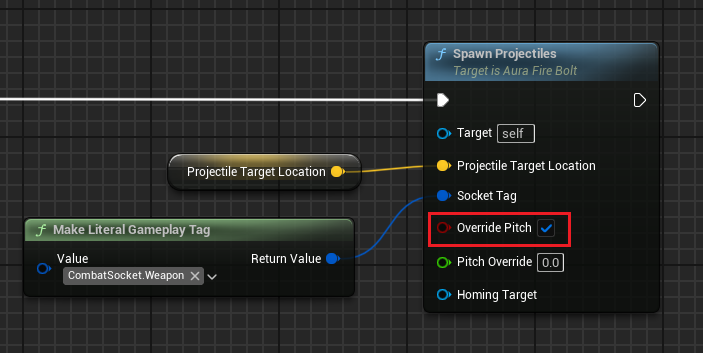 f Spawn Projectiles
Target is Aura Fire Bolt
Target self
Projectile Target Location
Projectile Target Location
Socket Tag
f Make Literal Gameplay Tag
Override Pitch
Value
Return Value
CombatSocket.Weapon
Pitch Override 0.0
Homing Target